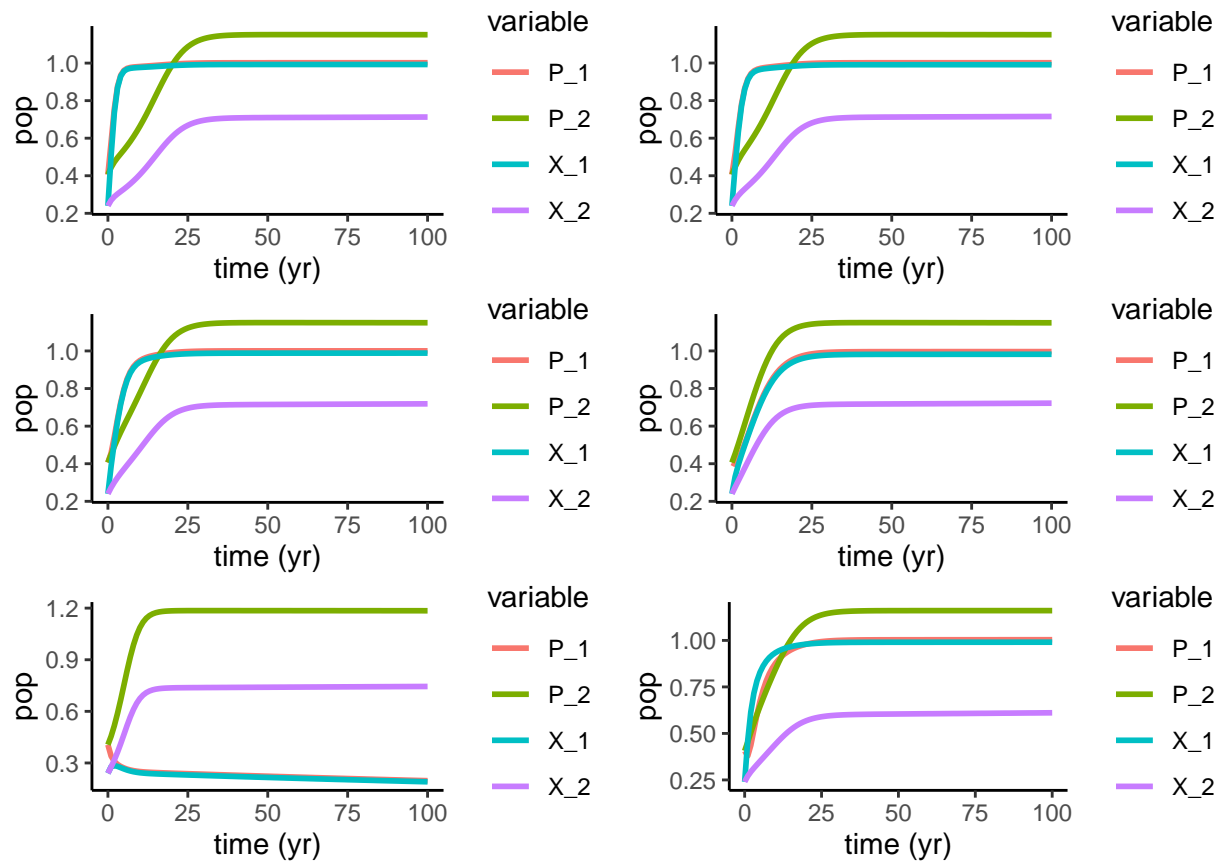 variable
pop
1.0
0.8
0.6
0.4
0.2
0 25 50 75 100
time (yr)
P_1
P_2
X_1
X_2
variable
pop
1.0
0.8
0.6
0.4
0.2
0 25 50 75 100
time (yr)
P_1
P_2
X_1
X_2
variable
pop
1.0
0.8
0.6
0.4
0.2
0 25 50 75 100
time (yr)
P_1
P_2
X_1
X_2
variable
pop
1.0
0.8
0.6
0.4
0.2
0 25 50 75 100
time (yr)
P_1
P_2
X_1
X_2
variable
pop
1.2
0.9
0.6
0.3
0 25 50 75 100
time (yr)
P_1
P_2
X_1
X_2
variable
pop
1.00
0.75
0.50
0.25
0 25 50 75 100
time (yr)
P_1
P_2
X_1
X_2